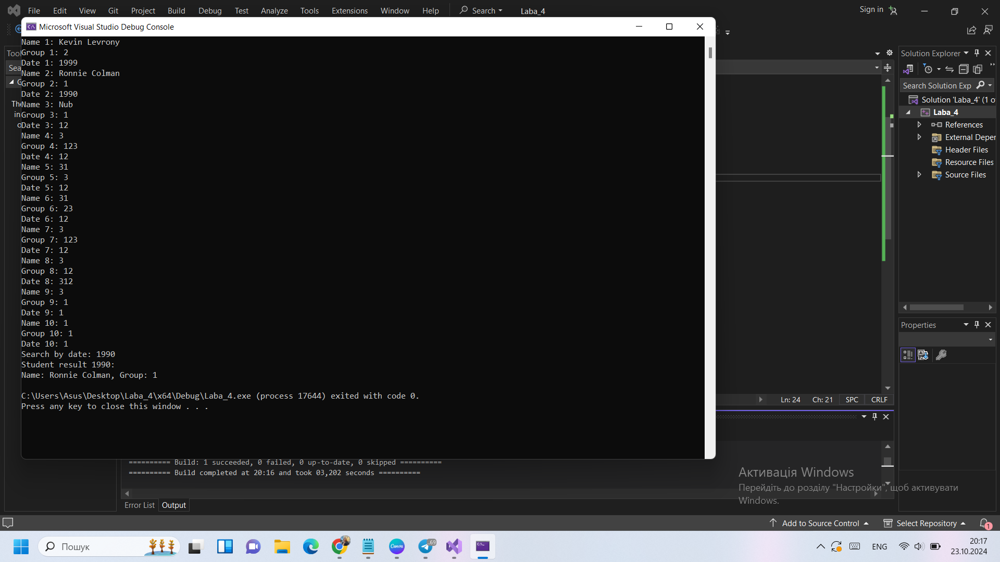 File Edit View Git Project Build Debug Test Analyze Tools Extensions Window Help Search Laba_4 Sign in
Microsoft Visual Studio Debug Console
Name 1: Kevin Levrony
Group 1: 2
Date 1: 1999
Name 2: Ronnie Colman
Group 2: 1
Date 2: 1990
Name 3: Nub
Group 3: 1
Date 3: 12
Name 4: 3
Group 4: 123
Date 4: 12
Name 5: 31
Group 5: 3
Date 5: 12
Name 6: 31
Group 6: 23
Date 6: 12
Name 7: 3
Group 7: 123
Date 7: 12
Name 8: 3
Group 8: 12
Date 8: 312
Name 9: 3
Group 9: 1
Date 9: 1
Name 10: 1
Group 10: 1
Date 10: 1
Search by date: 1990
Student result 1990:
Name: Ronnie Colman, Group: 1
C:\Users\Asus\Desktop\Laba_4\x64\Debug\Laba_4.exe (process 17644) exited with code 0.
Press any key to close this window . . .
Solution Explorer
Search Solution Exp
Solution 'Laba_4' (1 o
Laba_4
References
External Deper
Header Files
Resource Files
Source Files
Properties
Ln: 24 Ch: 21 SPC CRLF
========== Build: 1 succeeded, 0 failed, 0 up-to-date, 0 skipped ==========
========== Build completed at 20:16 and took 03,202 seconds ==========
Error List Output
Активація Windows
Перейдіть до розділу "Настройки", щоб активувати
Windows.
Add to Source Control Select Repository 1
Пошук
Canva
..69
ENG
20:17
23.10.2024